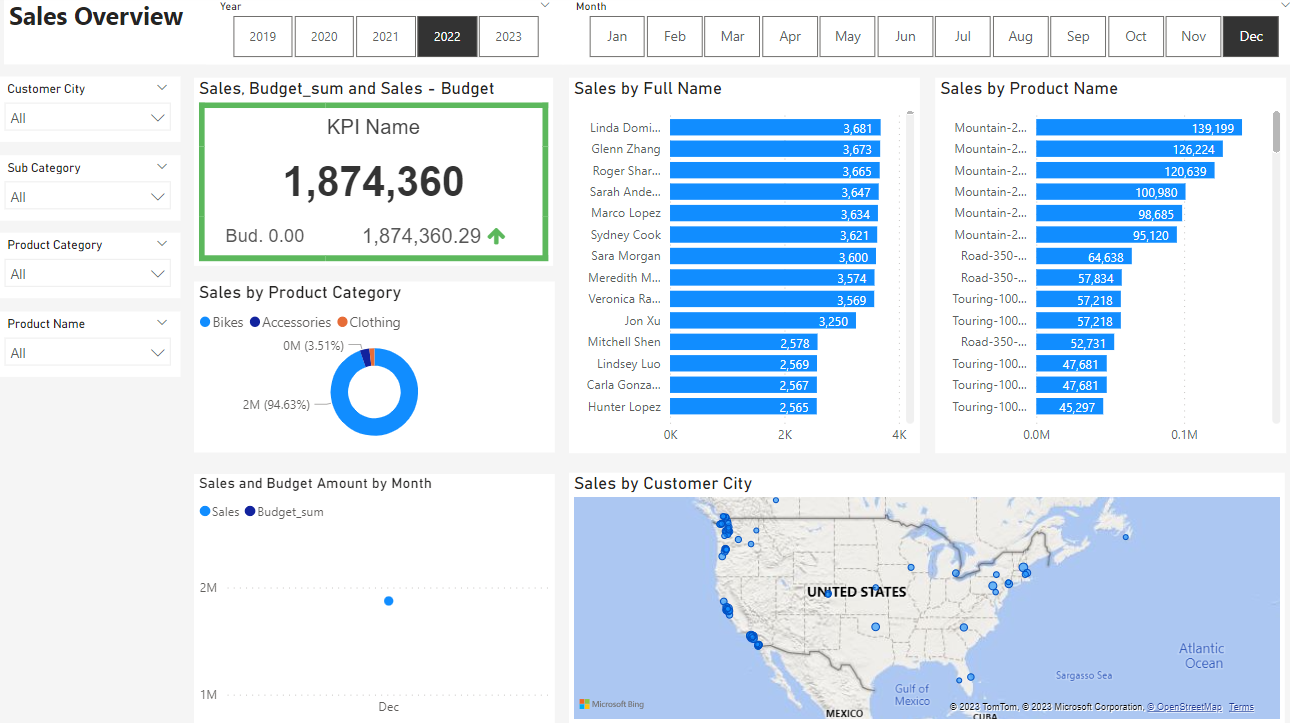 Sales Overview
Year
2019
2020
2021
2022
2023
Month
Jan
Feb
Mar
Apr
May
Jun
Jul
Aug
Sep
Oct
Nov
Dec
Customer City
All
Sub Category
All
Product Category
All
Product Name
All
Sales, Budget_sum and Sales - Budget
KPI Name
1,874,360
Bud. 0.00
1,874,360.29
Sales by Product Category
Bikes
Accessories
Clothing
0M (3.51%)
2M (94.63%)
Sales by Full Name
Linda Domi... 3,681
Glenn Zhang 3,673
Roger Shar... 3,665
Sarah Ande... 3,647
Marco Lopez 3,634
Sydney Cook 3,621
Sara Morgan 3,600
Meredith M... 3,574
Veronica Ra... 3,569
Jon Xu 3,250
Mitchell Shen 2,578
Lindsey Luo 2,569
Carla Gonza... 2,567
Hunter Lopez 2,565
0K 2K 4K
Sales by Product Name
Mountain-2... 139,199
Mountain-2... 126,224
Mountain-2... 120,639
Mountain-2... 100,980
Mountain-2... 98,685
Mountain-2... 95,120
Road-350-... 64,638
Road-350-... 57,834
Touring-100... 57,218
Touring-100... 57,218
Road-350-... 52,731
Touring-100... 47,681
Touring-100... 47,681
Touring-100... 45,297
0.0M 0.1M
Sales and Budget Amount by Month
Sales
Budget_sum
2M
1M
Dec
Sales by Customer City
UNITED STATES
Atlantic
Ocean
Sargasso Sea
Gulf of
Mexico
MEXICO
CUBA
Microsoft Bing
© 2023 TomTom, © 2023 Microsoft Corporation, © OpenStreetMap Terms